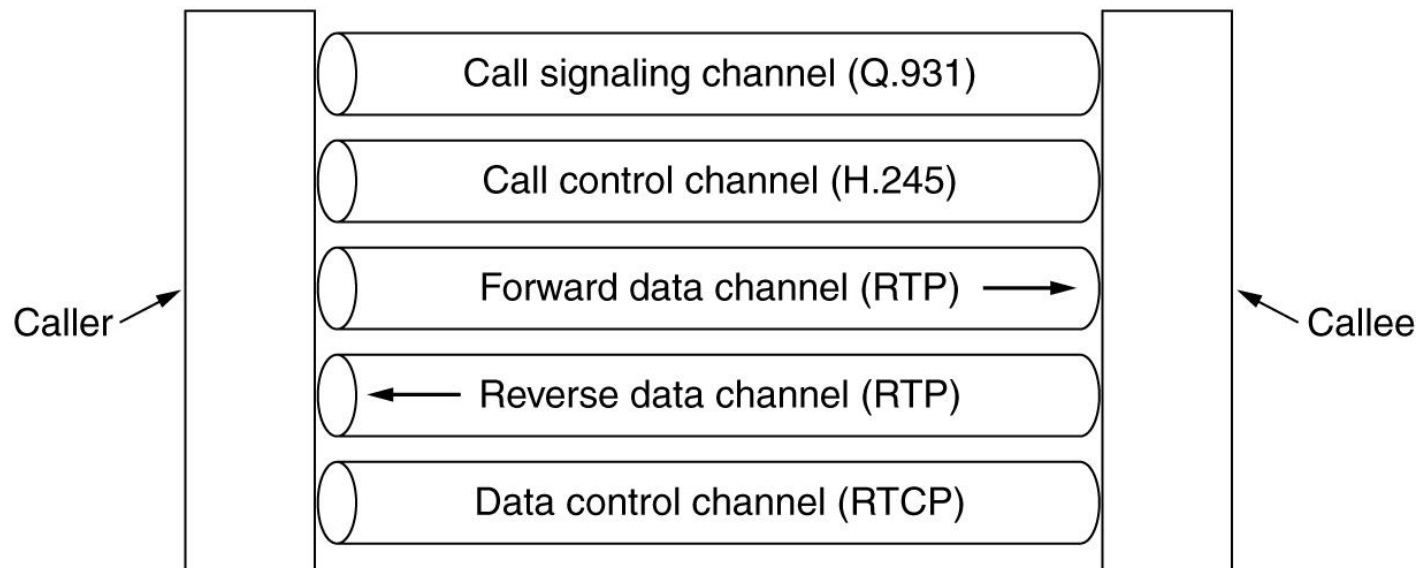 Call signaling channel (Q.931)
Call control channel (H.245)
Forward data channel (RTP)
Caller
Callee
Reverse data channel (RTP)
Data control channel (RTCP)